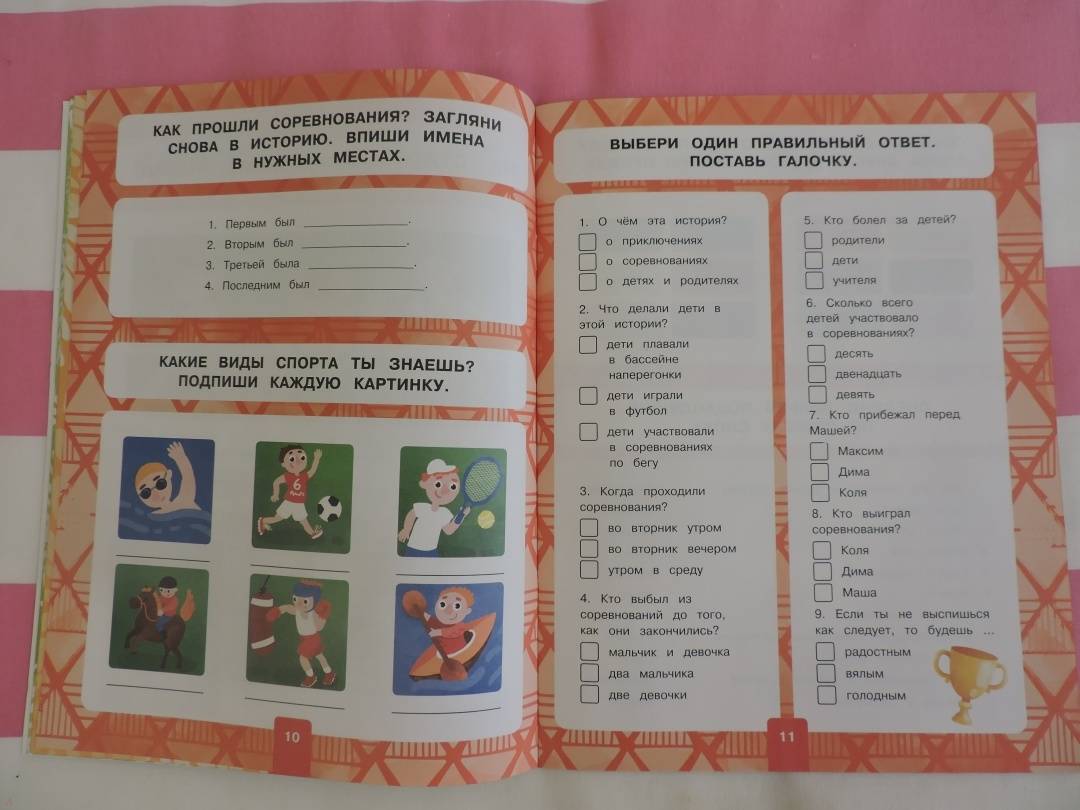 КАК ПРОШЛИ СОРЕВНОВАНИЯ? ЗАГЛЯНИ
СНОВА В ИСТОРИЮ. ВПИШИ ИМЕНА
В НУЖНЫХ МЕСТАХ.
1. Первым был ____________.
2. Вторым был ____________.
3. Третьей была ____________.
4. Последним был ____________.
КАКИЕ ВИДЫ СПОРТА ТЫ ЗНАЕШЬ?
ПОДПИШИ КАЖДУЮ КАРТИНКУ.
6
10
ВЫБЕРИ ОДИН ПРАВИЛЬНЫЙ ОТВЕТ.
ПОСТАВЬ ГАЛОЧКУ.
1. О чём эта история?
о приключениях
о соревнованиях
о детях и родителях
2. Что делали дети в
этой истории?
дети плавали
в бассейне
наперегонки
дети играли
в футбол
дети участвовали
в соревнованиях
по бегу
3. Когда проходили
соревнования?
во вторник утром
во вторник вечером
утром в среду
4. Кто выбыл из
соревнований до того,
как они закончились?
мальчик и девочка
два мальчика
две девочки
5. Кто болел за детей?
родители
дети
учителя
6. Сколько всего
детей участвовало
в соревнованиях?
десять
двенадцать
девять
7. Кто прибежал перед
Машей?
Максим
Дима
Коля
8. Кто выиграл
соревнования?
Коля
Дима
Маша
9. Если ты не выспишься
как следует, то будешь ...
радостным
вялым
голодным
11